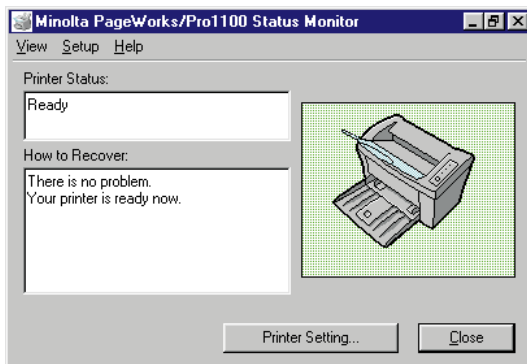 Minolta PageWorks/Pro1100 Status Monitor
View Setup Help
Printer Status:
Ready
How to Recover:
There is no problem.
Your printer is ready now.
Printer Setting...
Close